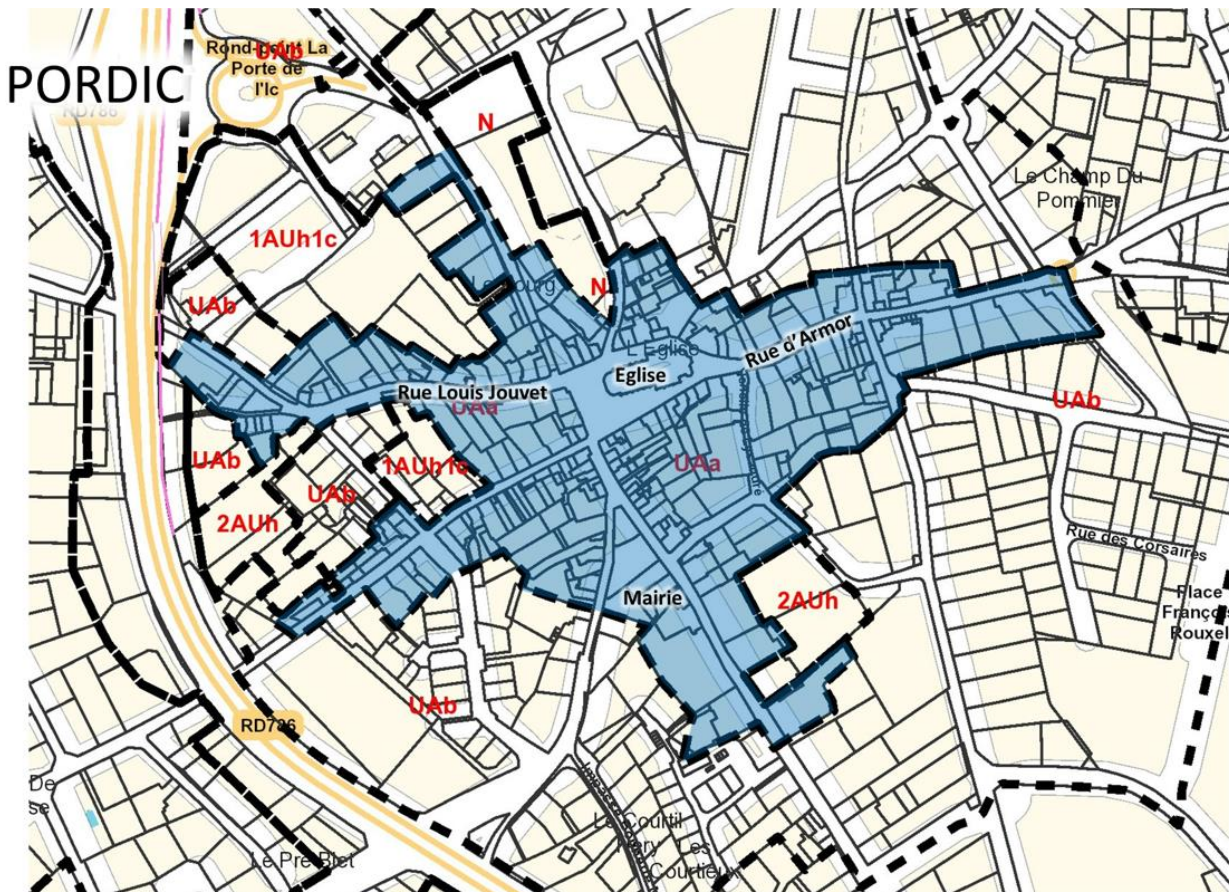 PORDIC
Rond-point La
Porte de
l'Ic
UAb
RD786
N
Le Champ Du
Pommier
1AUh1c
UAb
Le Bourg
N
Rue d'Armor
L'Eglise
Eglise
Rue Louis Jouvet
UAa
UAb
UAb
1AUh1c
UAa
UAb
2AUh
Rue des Corsaires
Place
François
Rouxel
Mairie
2AUh
UAb
RD786
De
se
Le Courtil
Les
Courtieux
Le Pré Biet